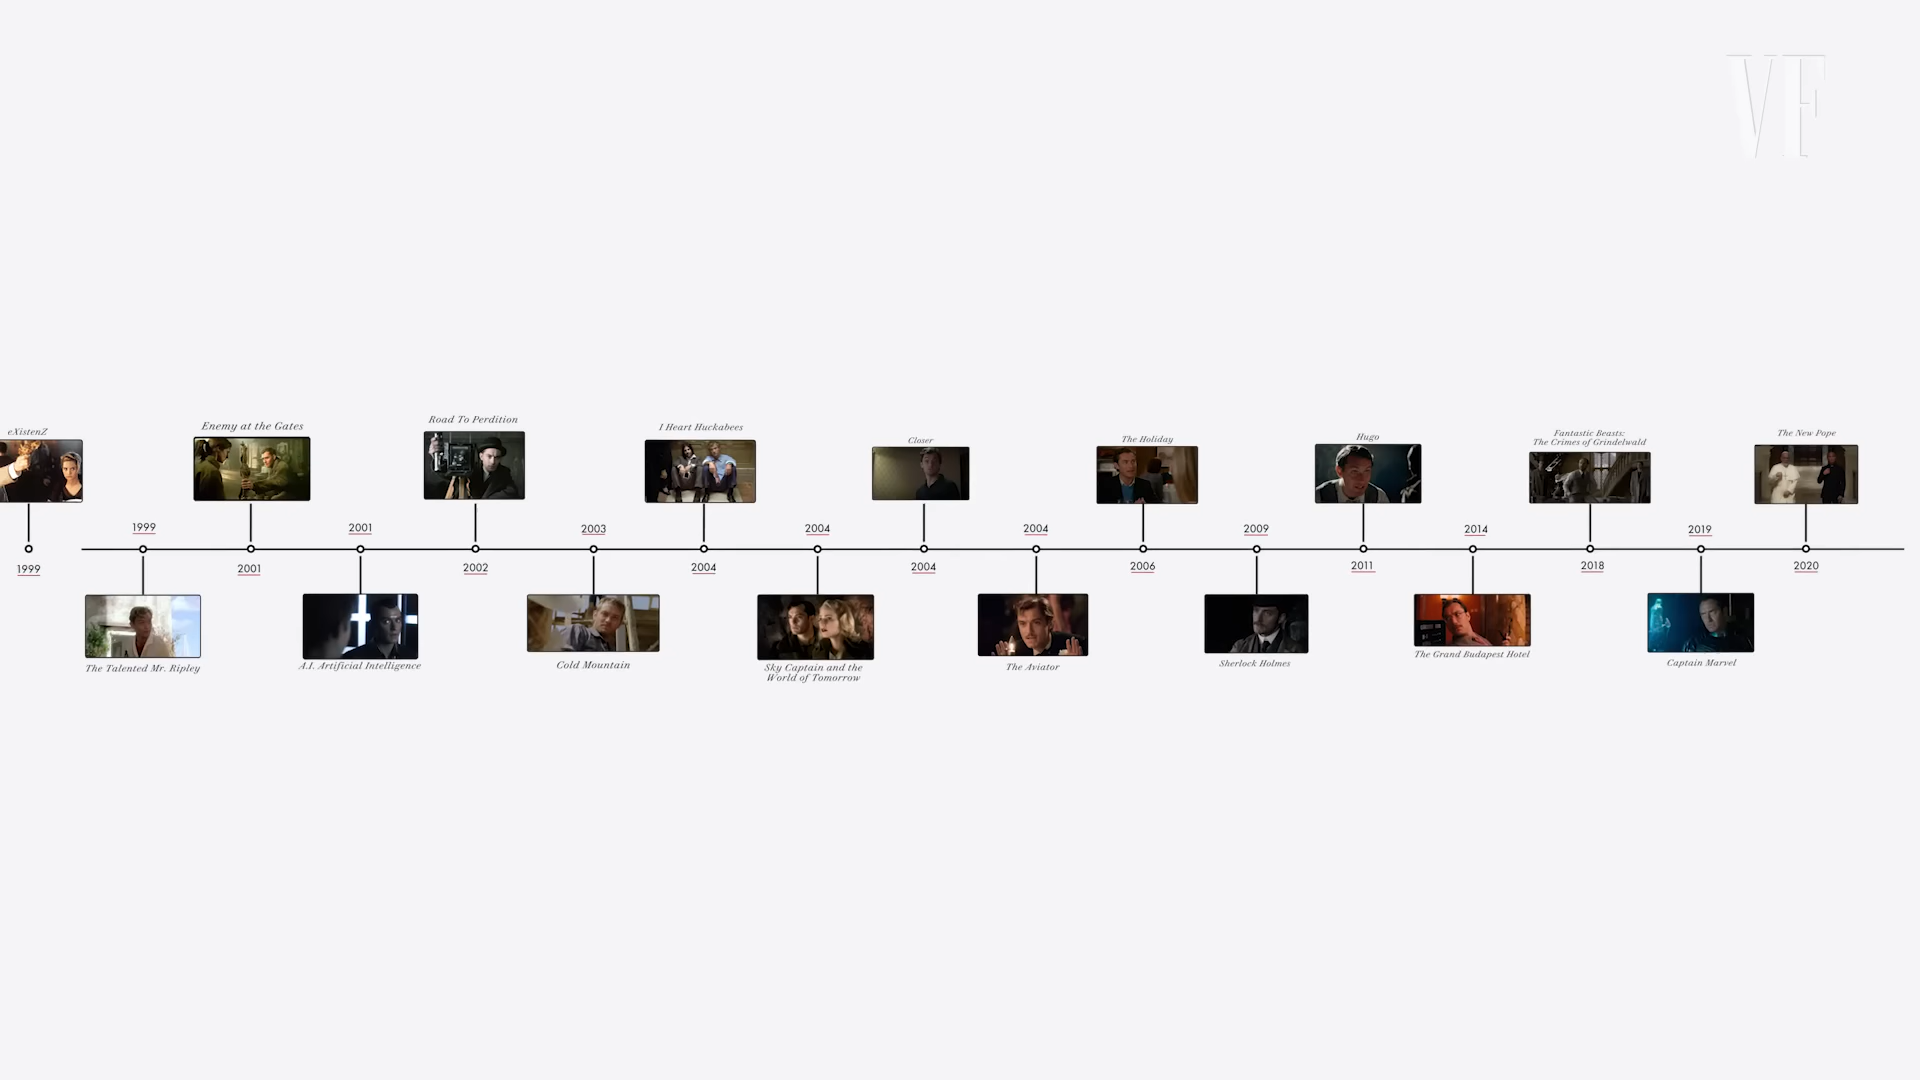 VF
eXistenZ
1999
1999
The Talented Mr. Ripley
Enemy at the Gates
2001
2001
A.I. Artificial Intelligence
Road To Perdition
2002
2003
Cold Mountain
I Heart Huckabees
2004
2004
Sky Captain and the
World of Tomorrow
Closer
2004
2004
The Aviator
The Holiday
2006
2009
Sherlock Holmes
Hugo
2011
2014
The Grand Budapest Hotel
Fantastic Beasts:
The Crimes of Grindelwald
2018
2019
Captain Marvel
The New Pope
2020